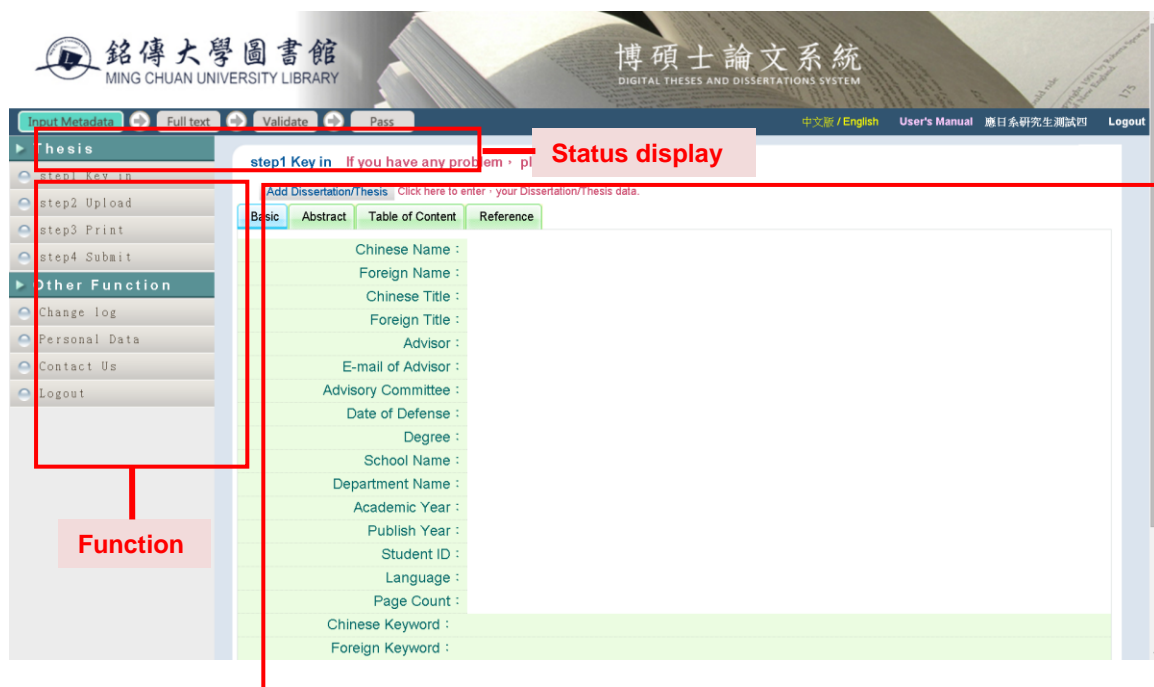 銘傳大學圖書館
MING CHUAN UNIVERSITY LIBRARY
博碩士論文系統
DIGITAL THESES AND DISSERTATIONS SYSTEM
175
Input Metadata Full text Validate Pass
中文版 / English User's Manual 應日系研究生測試四 Logout
Thesis
step1 Key in
step2 Upload
step3 Print
step4 Submit
Other Function
Change log
Personal Data
Contact Us
Logout
Function
Status display
step1 Key in If you have any problem, pl
Add Dissertation/Thesis Click here to enter, your Dissertation/Thesis data.
Basic Abstract Table of Content Reference
Chinese Name：
Foreign Name：
Chinese Title：
Foreign Title：
Advisor：
E-mail of Advisor：
Advisory Committee：
Date of Defense：
Degree：
School Name：
Department Name：
Academic Year：
Publish Year：
Student ID：
Language：
Page Count：
Chinese Keyword：
Foreign Keyword：